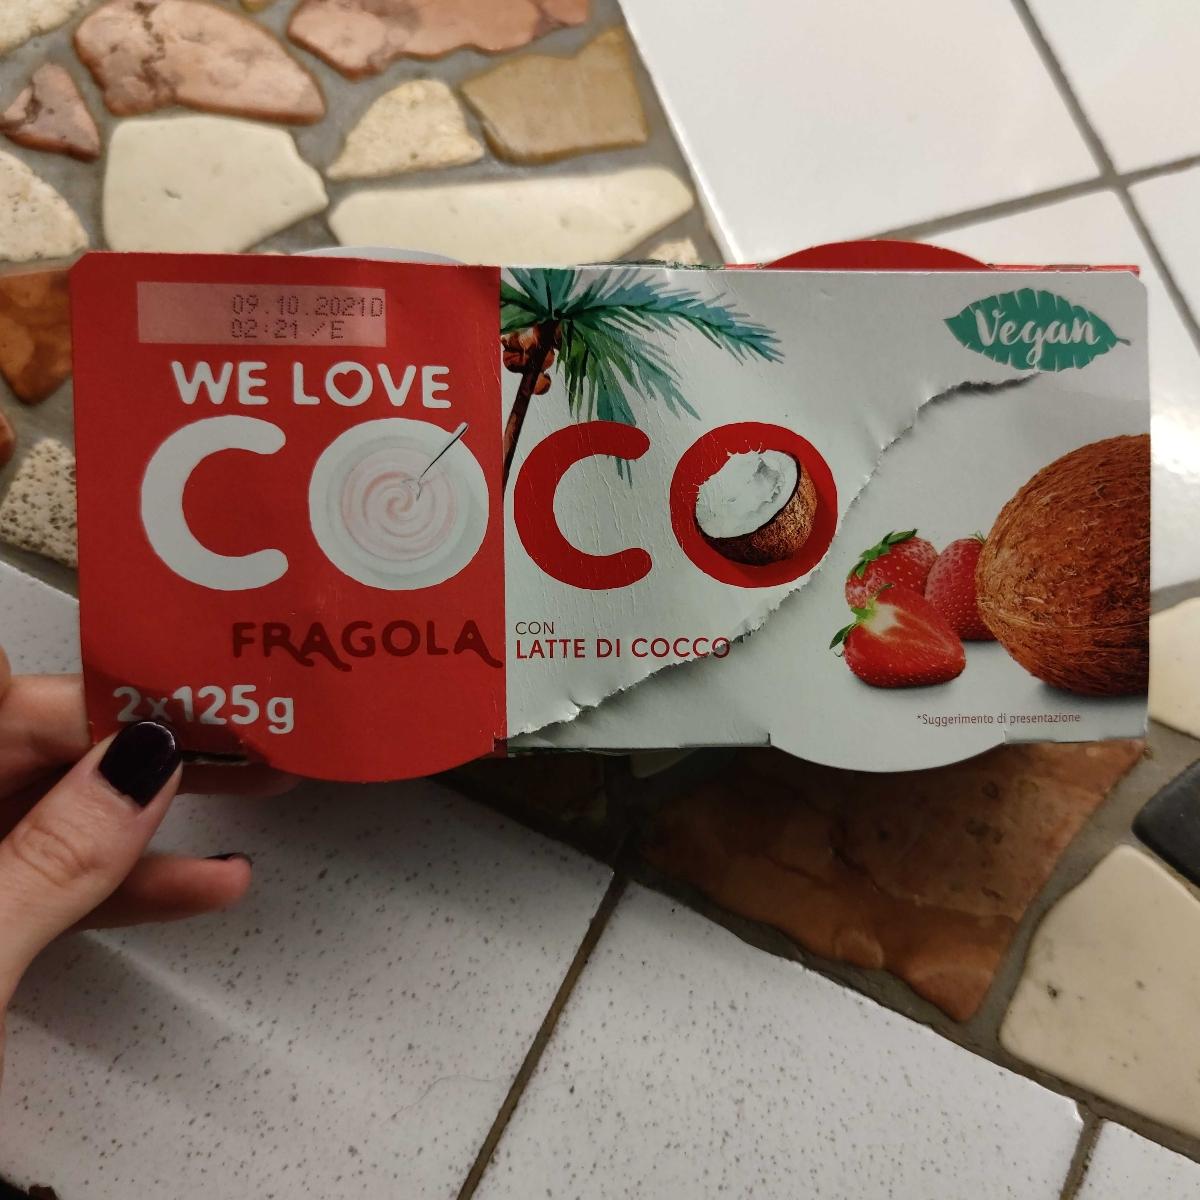 09.10.2021D
02:21 /E
WE LOVE
COCO
FRAGOLA
CON
LATTE DI COCCO
2x125g
Vegan
*Suggerimento di presentazione